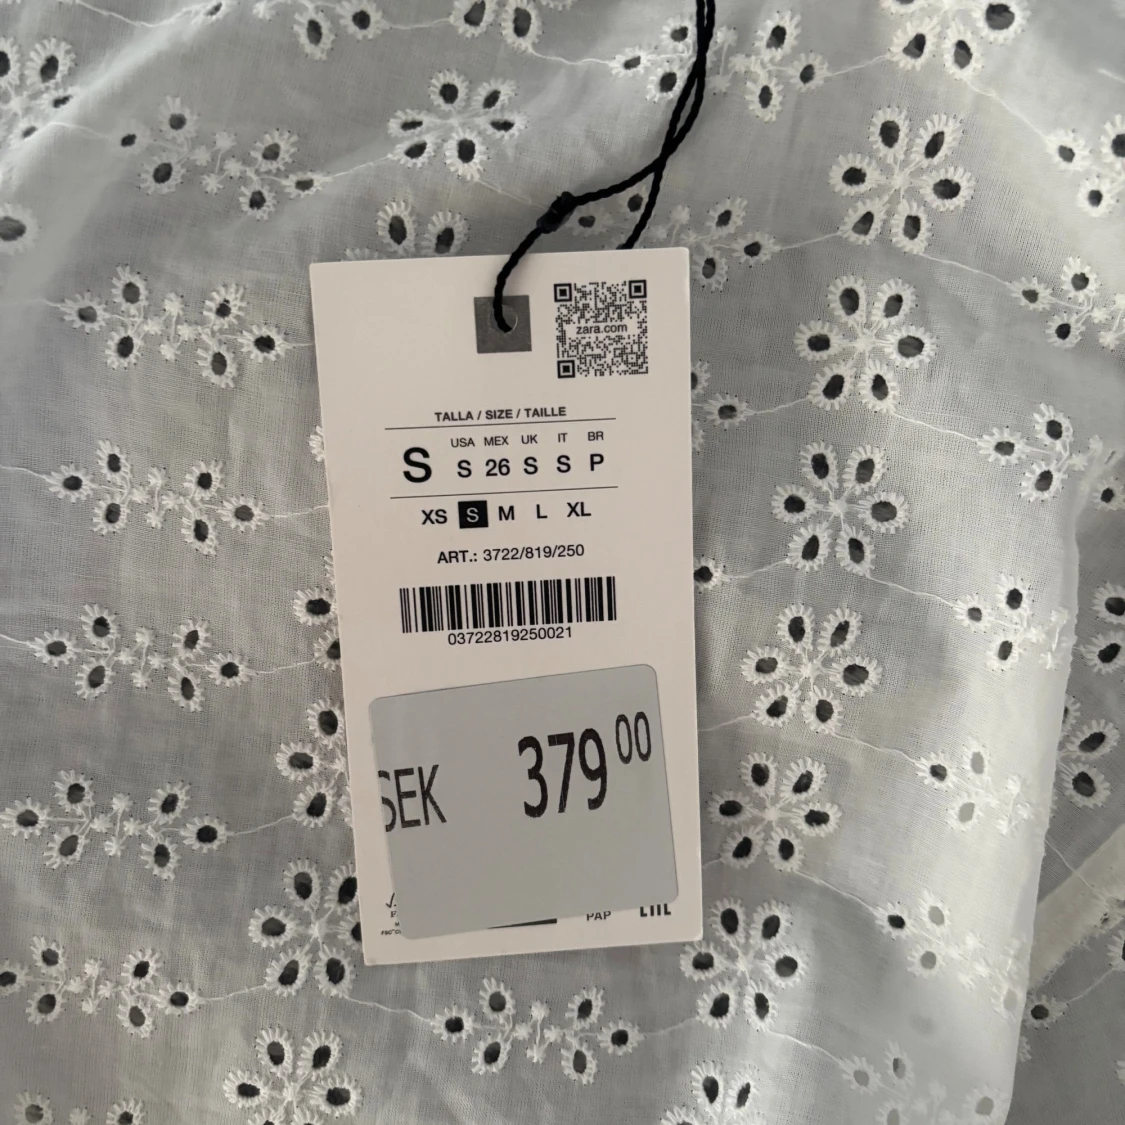 zara.com
TALLA / SIZE / TAILLE
USA MEX UK IT BR
S S 26 S S P
XS S M L XL
ART.: 3722/819/250
03722819250021
SEK 379 00
PAP